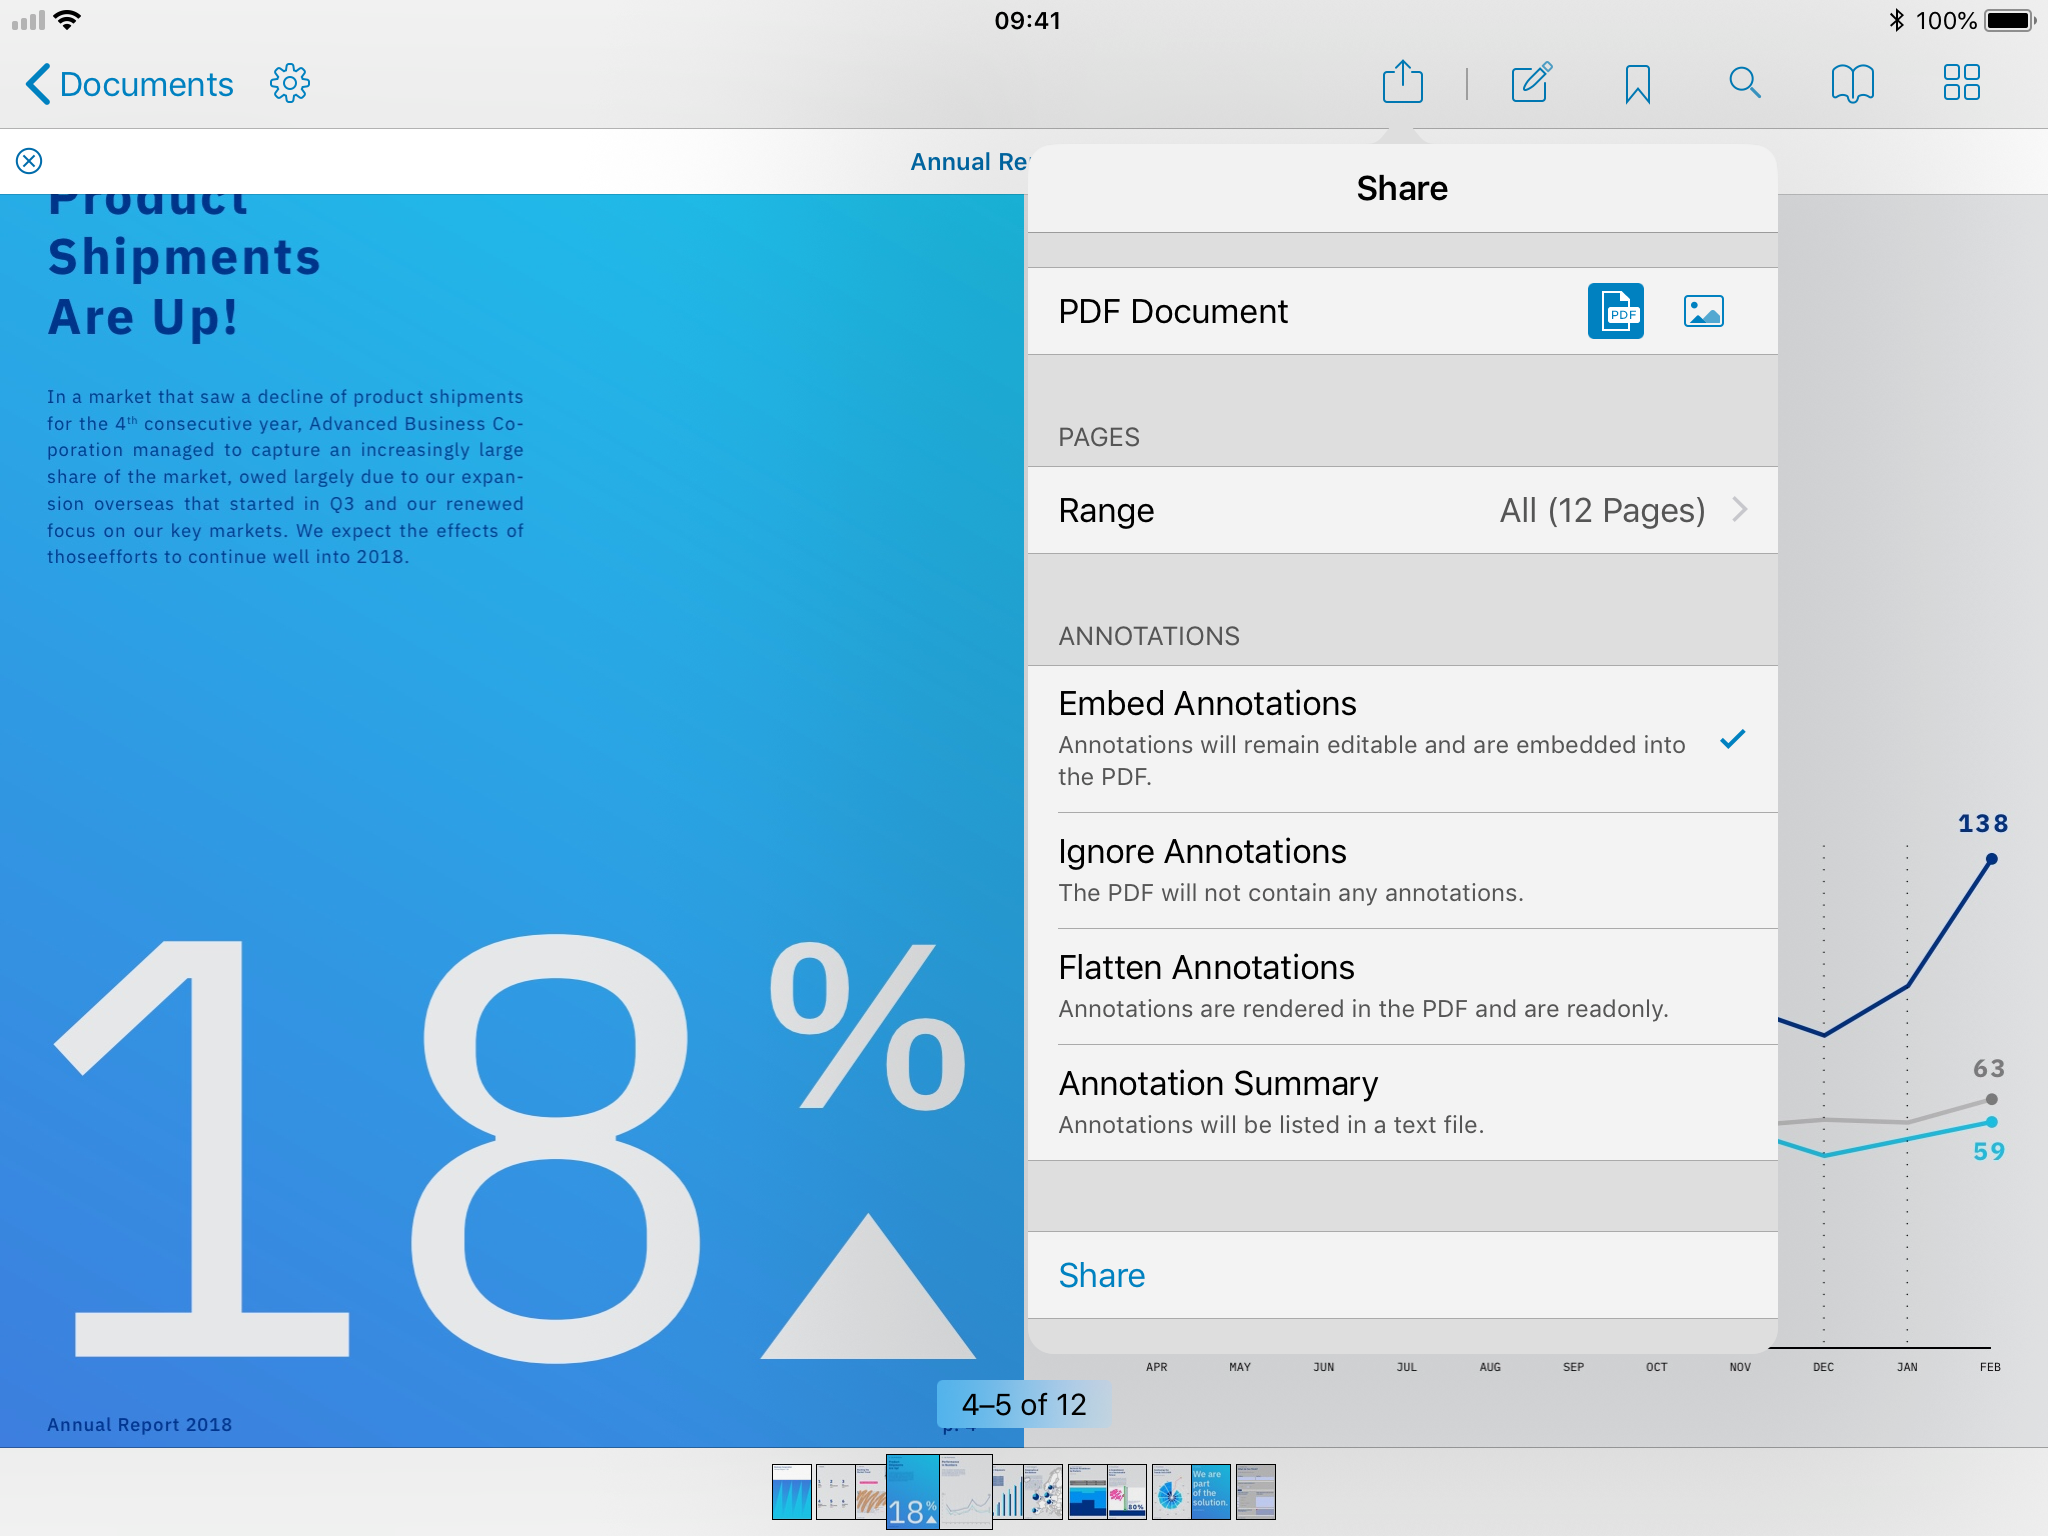 09:41
100%
Documents
Annual Re
Share
Product
Shipments
Are Up!
In a market that saw a decline of product shipments
for the 4th consecutive year, Advanced Business Co-
poration managed to capture an increasingly large
share of the market, owed largely due to our expan-
sion overseas that started in Q3 and our renewed
focus on our key markets. We expect the effects of
thoseefforts to continue well into 2018.
18%
Annual Report 2018
PDF Document
PDF
PAGES
Range
All (12 Pages)
ANNOTATIONS
Embed Annotations
Annotations will remain editable and are embedded into
the PDF.
Ignore Annotations
The PDF will not contain any annotations.
Flatten Annotations
Annotations are rendered in the PDF and are readonly.
Annotation Summary
Annotations will be listed in a text file.
Share
138
63
59
APR MAY JUN JUL AUG SEP OCT NOV DEC JAN FEB
4–5 of 12
18%
80%
We are
part
of the
solution.